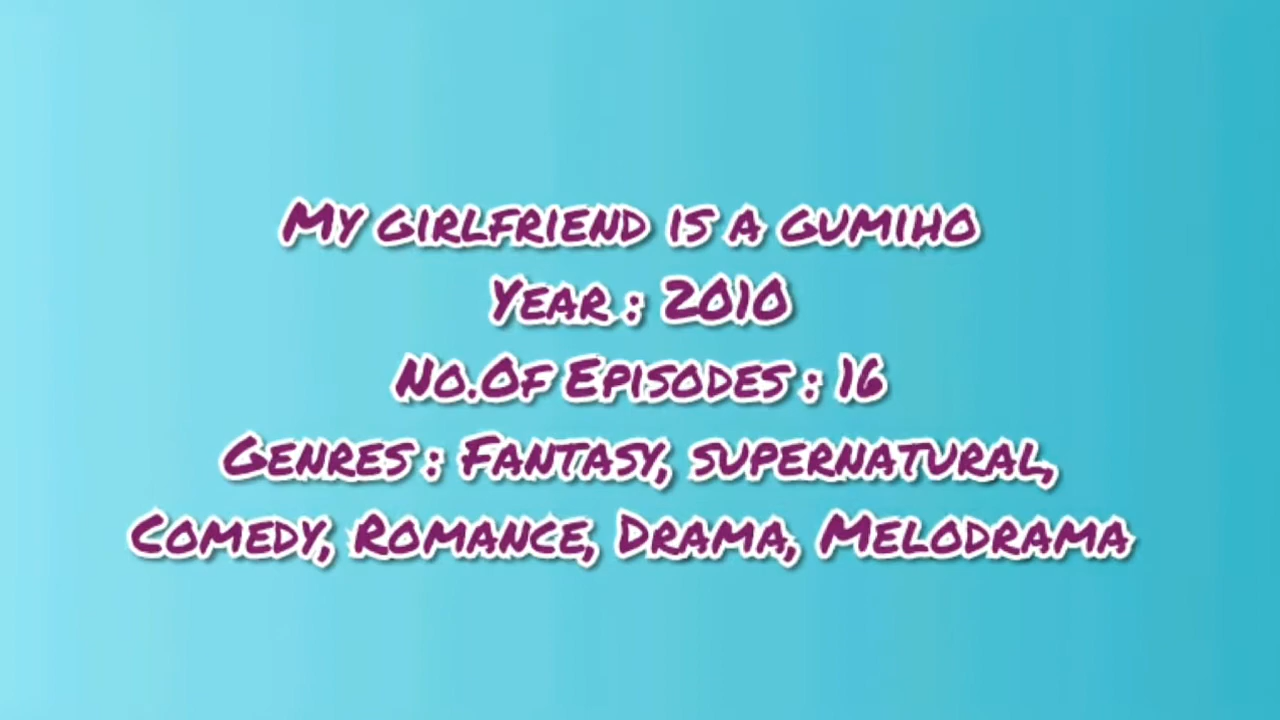 My girlfriend is a gumiho
Year : 2010
No.Of Episodes : 16
Genres : Fantasy, supernatural,
Comedy, Romance, Drama, Melodrama